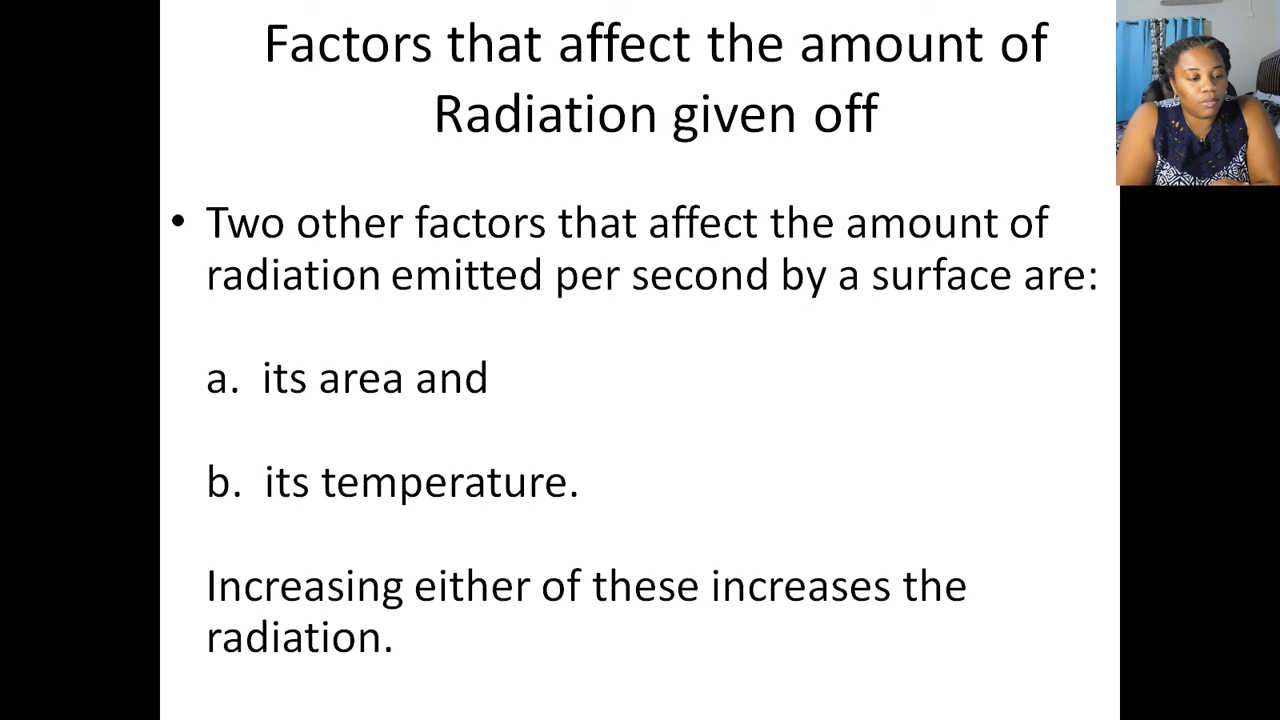 Factors that affect the amount of
Radiation given off
• Two other factors that affect the amount of
radiation emitted per second by a surface are:
a. its area and
b. its temperature.
Increasing either of these increases the
radiation.